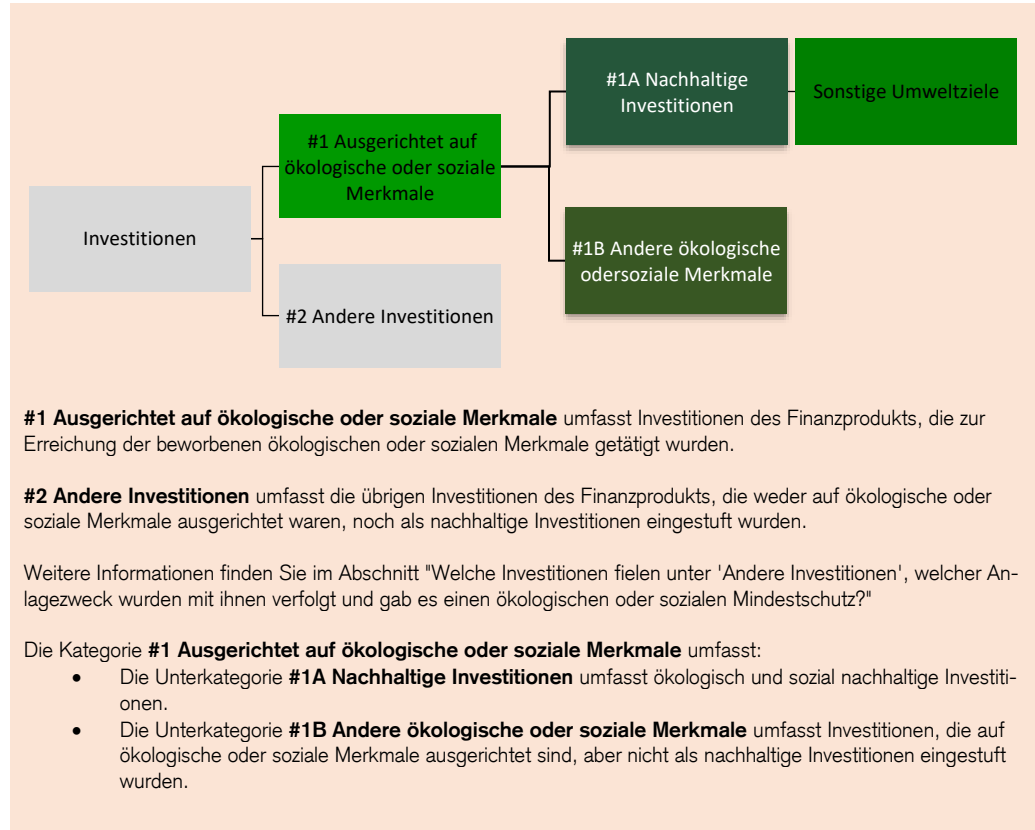 #1A Nachhaltige
Investitionen
Sonstige Umweltziele
#1 Ausgerichtet auf
ökologische oder soziale
Merkmale
Investitionen
#1B Andere ökologische
odersoziale Merkmale
#2 Andere Investitionen
#1 Ausgerichtet auf ökologische oder soziale Merkmale umfasst Investitionen des Finanzprodukts, die zur
Erreichung der beworbenen ökologischen oder sozialen Merkmale getätigt wurden.
#2 Andere Investitionen umfasst die übrigen Investitionen des Finanzprodukts, die weder auf ökologische oder
soziale Merkmale ausgerichtet waren, noch als nachhaltige Investitionen eingestuft wurden.
Weitere Informationen finden Sie im Abschnitt "Welche Investitionen fielen unter 'Andere Investitionen', welcher An-
lagezweck wurden mit ihnen verfolgt und gab es einen ökologischen oder sozialen Mindestschutz?"
Die Kategorie #1 Ausgerichtet auf ökologische oder soziale Merkmale umfasst:
• Die Unterkategorie #1A Nachhaltige Investitionen umfasst ökologisch und sozial nachhaltige Investiti-
onen.
• Die Unterkategorie #1B Andere ökologische oder soziale Merkmale umfasst Investitionen, die auf
ökologische oder soziale Merkmale ausgerichtet sind, aber nicht als nachhaltige Investitionen eingestuft
wurden.